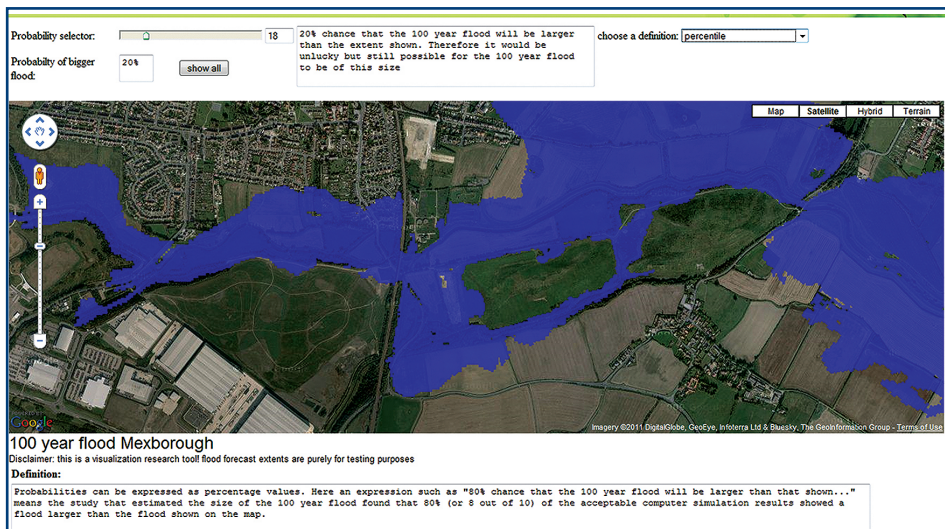 Probability selector:
18
20% chance that the 100 year flood will be larger
than the extent shown. Therefore it would be
unlucky but still possible for the 100 year flood
to be of this size
choose a definition:
percentile
Probabilty of bigger
flood:
20%
show all
Map
Satellite
Hybrid
Terrain
POWERED BY
Google
Imagery ©2011 DigitalGlobe, GeoEye, Infoterra Ltd & Bluesky, The GeoInformation Group - Terms of Use
100 year flood Mexborough
Disclaimer: this is a visualization research tool! flood forecast extents are purely for testing purposes
Definition:
Probabilities can be expressed as percentage values. Here an expression such as "80% chance that the 100 year flood will be larger than that shown..."
means the study that estimated the size of the 100 year flood found that 80% (or 8 out of 10) of the acceptable computer simulation results showed a
flood larger than the flood shown on the map.